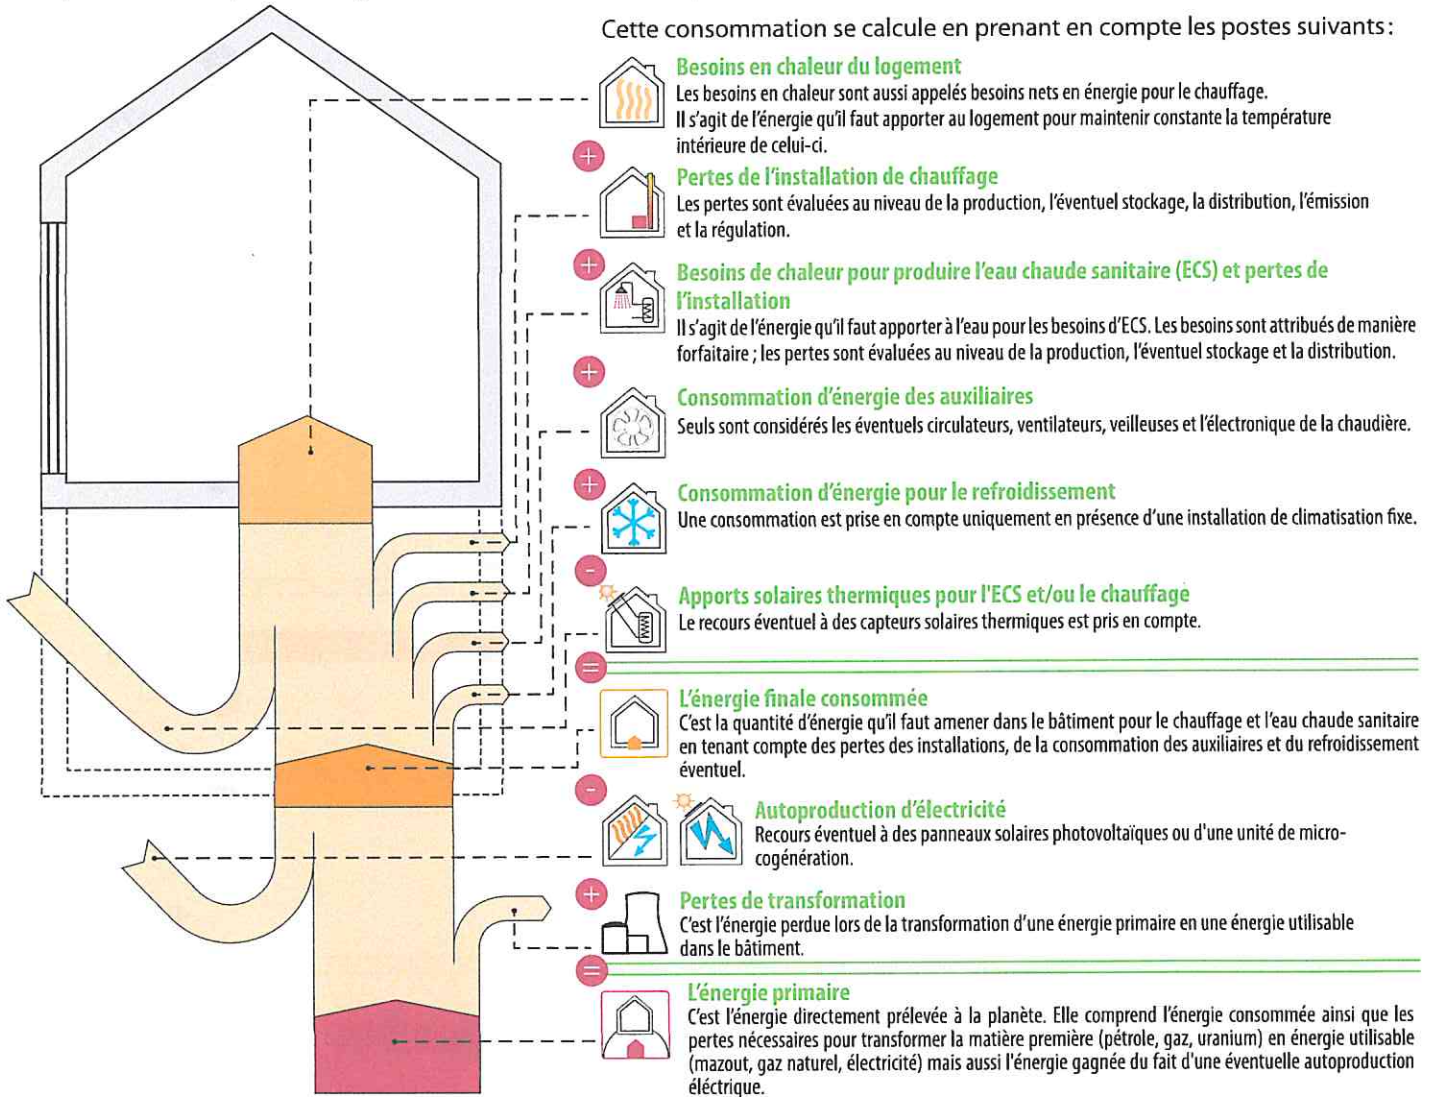 Cette consommation se calcule en prenant en compte les postes suivants :
Besoins en chaleur du logement
Les besoins en chaleur sont aussi appelés besoins nets en énergie pour le chauffage.
Il s'agit de l'énergie qu'il faut apporter au logement pour maintenir constante la température
intérieure de celui-ci.
+
Pertes de l'installation de chauffage
Les pertes sont évaluées au niveau de la production, l'éventuel stockage, la distribution, l'émission
et la régulation.
+
Besoins de chaleur pour produire l'eau chaude sanitaire (ECS) et pertes de
l'installation
Il s'agit de l'énergie qu'il faut apporter à l'eau pour les besoins d'ECS. Les besoins sont attribués de manière
forfaitaire ; les pertes sont évaluées au niveau de la production, l'éventuel stockage et la distribution.
+
Consommation d'énergie des auxiliaires
Seuls sont considérés les éventuels circulateurs, ventilateurs, veilleuses et l'électronique de la chaudière.
+
Consommation d'énergie pour le refroidissement
Une consommation est prise en compte uniquement en présence d'une installation de climatisation fixe.
-
Apports solaires thermiques pour l'ECS et/ou le chauffage
Le recours éventuel à des capteurs solaires thermiques est pris en compte.
=
L'énergie finale consommée
C'est la quantité d'énergie qu'il faut amener dans le bâtiment pour le chauffage et l'eau chaude sanitaire
en tenant compte des pertes des installations, de la consommation des auxiliaires et du refroidissement
éventuel.
-
Autoproduction d'électricité
Recours éventuel à des panneaux solaires photovoltaïques ou d'une unité de micro-
cogénération.
+
Pertes de transformation
C'est l'énergie perdue lors de la transformation d'une énergie primaire en une énergie utilisable
dans le bâtiment.
=
L'énergie primaire
C'est l'énergie directement prélevée à la planète. Elle comprend l'énergie consommée ainsi que les
pertes nécessaires pour transformer la matière première (pétrole, gaz, uranium) en énergie utilisable
(mazout, gaz naturel, électricité) mais aussi l'énergie gagnée du fait d'une éventuelle autoproduction
éléctrique.